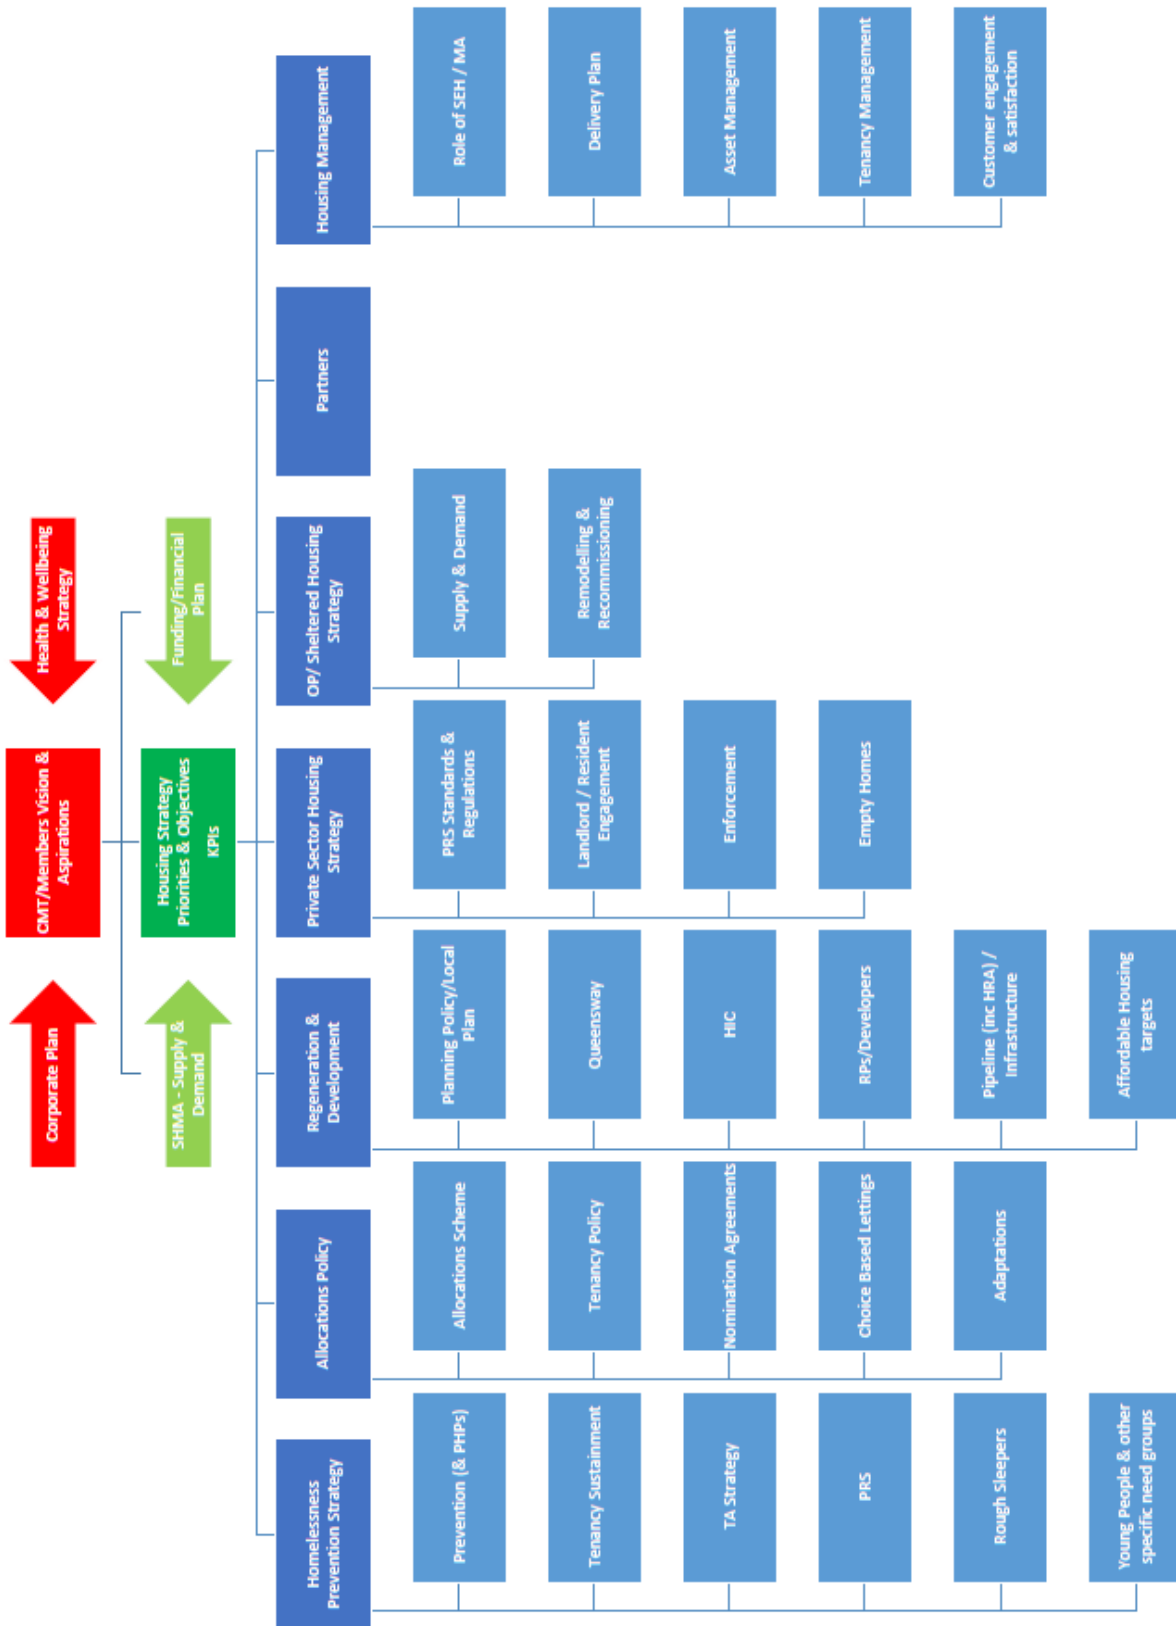 Corporate Plan
CMT/Members Vision &
Aspirations
Health & Wellbeing
Strategy
SHMA - Supply &
Demand
Housing Strategy
Priorities & Objectives
KPIs
Funding/Financial
Plan
Homelessness
Prevention Strategy
Prevention (& PHPs)
Tenancy Sustainment
TA Strategy
PRS
Rough Sleepers
Young People & other
specific need groups
Allocations Policy
Allocations Scheme
Tenancy Policy
Nomination Agreements
Choice Based Lettings
Adaptations
Regeneration &
Development
Planning Policy/Local
Plan
Queensway
HIC
RPs/Developers
Pipeline (inc HRA) /
Infrastructure
Affordable Housing
targets
Private Sector Housing
Strategy
PRS Standards &
Regulations
Landlord / Resident
Engagement
Enforcement
Empty Homes
OP/ Sheltered Housing
Strategy
Supply & Demand
Remodelling &
Recommissioning
Partners
Housing Management
Role of SEH / MA
Delivery Plan
Asset Management
Tenancy Management
Customer engagement
& satisfaction